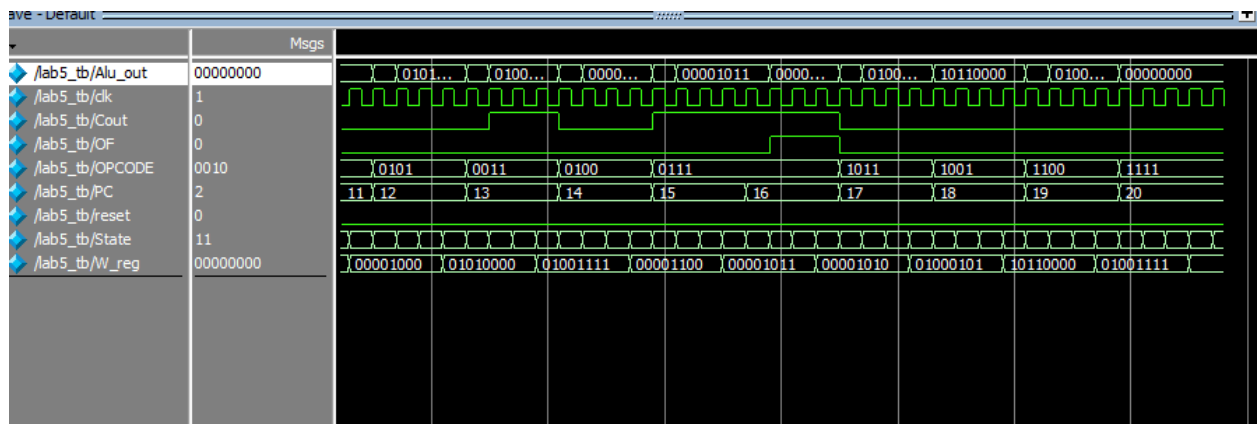 ave - Default
Msgs
/lab5_tb/Alu_out 00000000 0101... 0100... 0000... 00001011 0000... 0100... 10110000 0100... 00000000
/lab5_tb/clk 1
/lab5_tb/Cout 0
/lab5_tb/OF 0
/lab5_tb/OPCODE 0010 0101 0011 0100 0111 1011 1001 1100 1111
/lab5_tb/PC 2 11 12 13 14 15 16 17 18 19 20
/lab5_tb/reset 0
/lab5_tb/State 11
/lab5_tb/W_reg 00000000 00001000 01010000 01001111 00001100 00001011 00001010 01000101 10110000 01001111